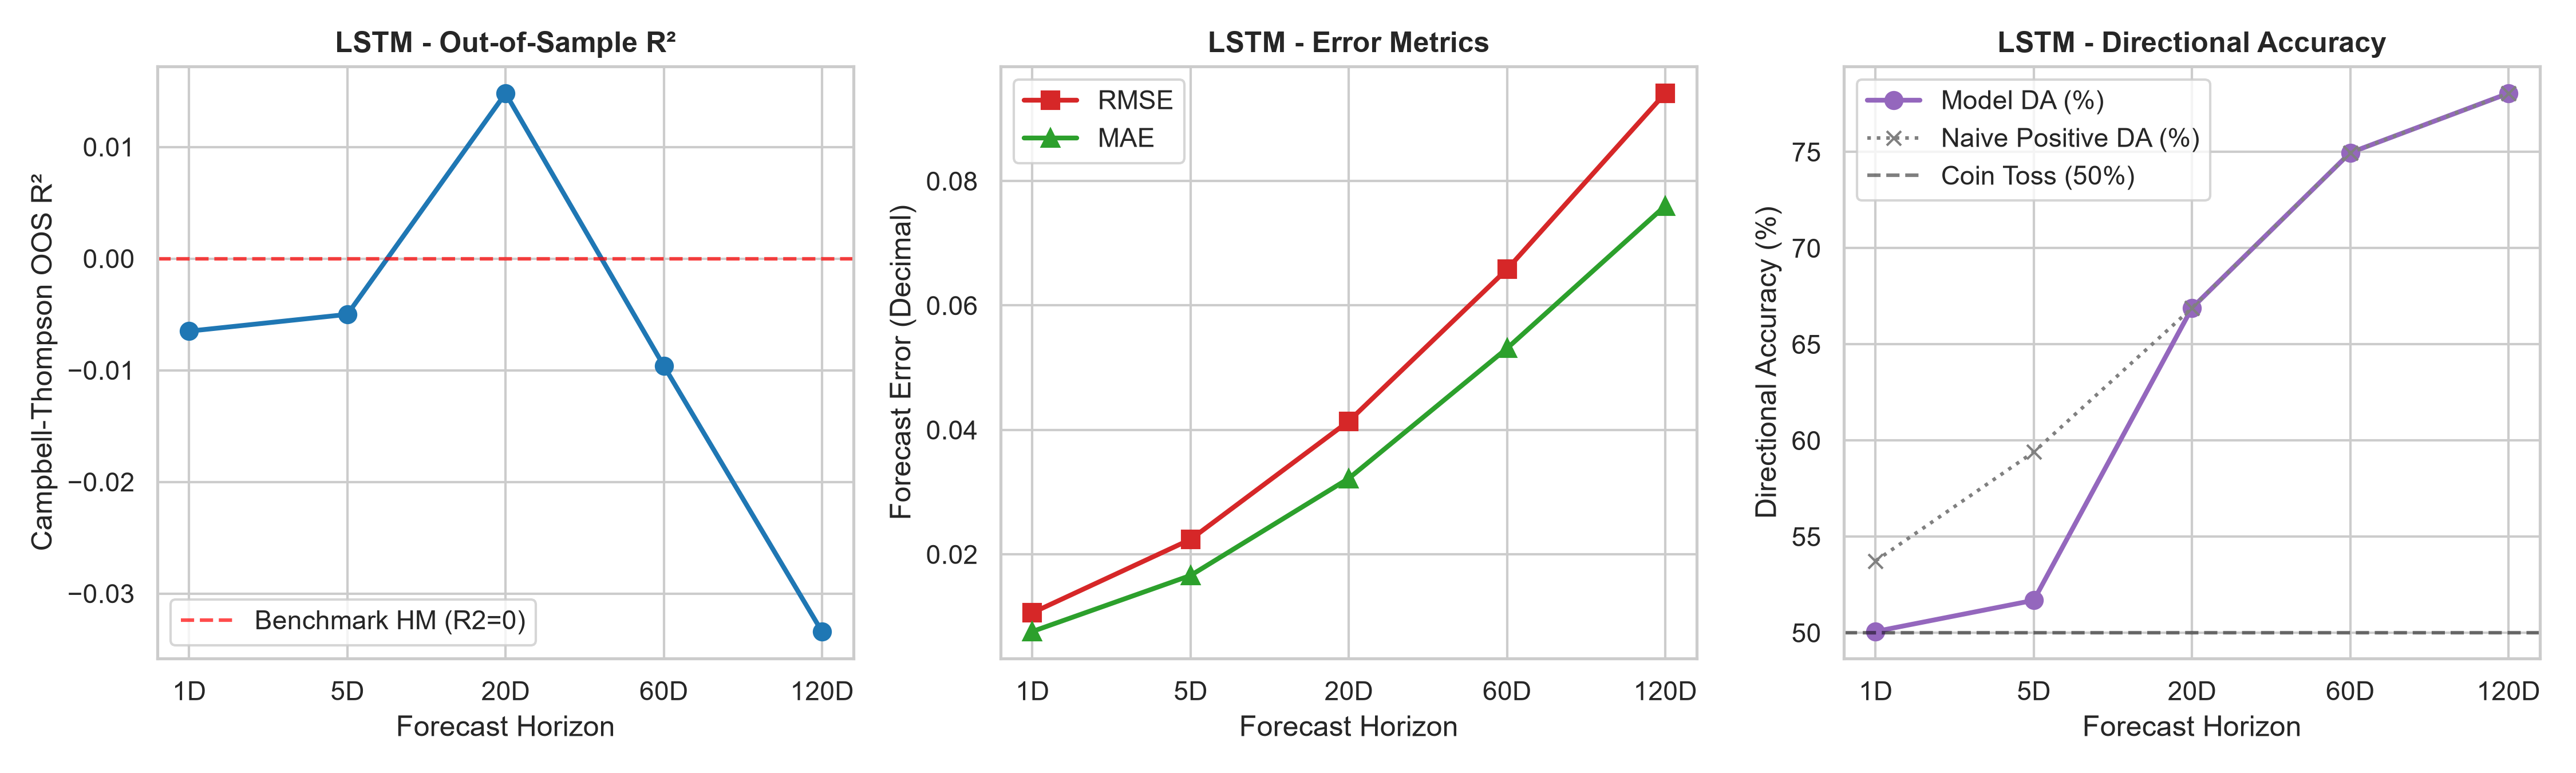 LSTM - Out-of-Sample R²
Campbell-Thompson OOS R²
0.01
0.00
−0.01
−0.02
−0.03
Benchmark HM (R2=0)
1D 5D 20D 60D 120D
Forecast Horizon
LSTM - Error Metrics
Forecast Error (Decimal)
RMSE
MAE
0.08
0.06
0.04
0.02
1D 5D 20D 60D 120D
Forecast Horizon
LSTM - Directional Accuracy
Directional Accuracy (%)
Model DA (%)
Naive Positive DA (%)
Coin Toss (50%)
75
70
65
60
55
50
1D 5D 20D 60D 120D
Forecast Horizon